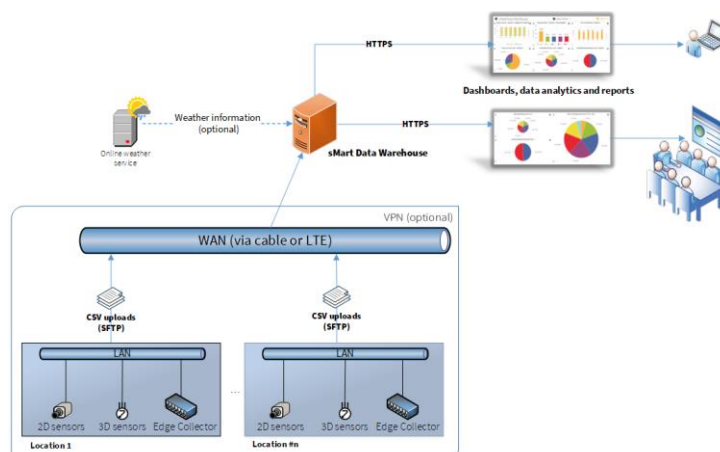 HTTPS
Dashboards, data analytics and reports
Weather information
(optional)
Online weather
service
HTTPS
sMart Data Warehouse
VPN (optional)
WAN (via cable or LTE)
CSV uploads
(SFTP)
CSV uploads
(SFTP)
LAN
LAN
2D sensors
3D sensors
Edge Collector
...
2D sensors
3D sensors
Edge Collector
Location 1
Location #n